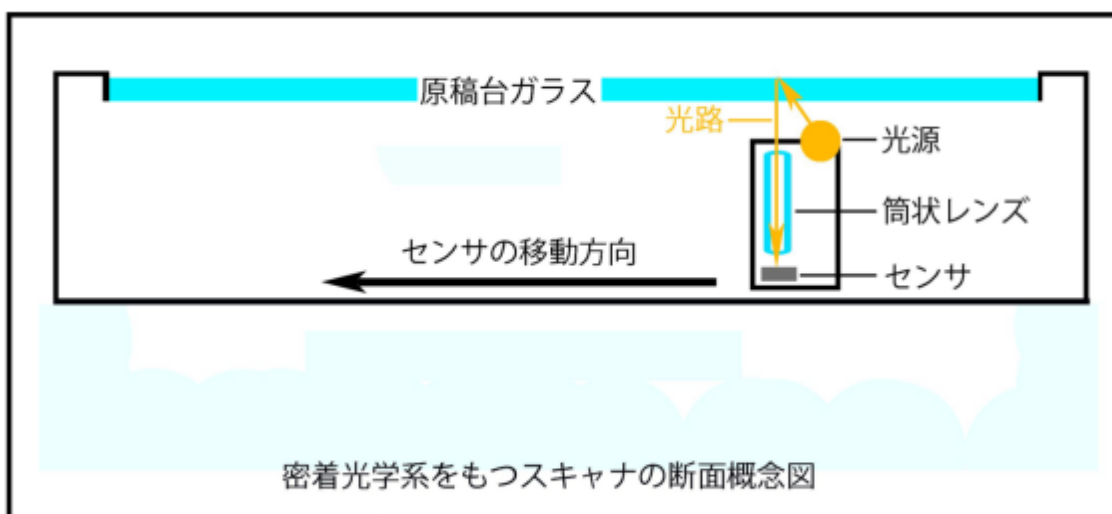 原稿台ガラス
光路
光源
筒状レンズ
センサの移動方向
センサ
密着光学系をもつスキャナの断面概念図